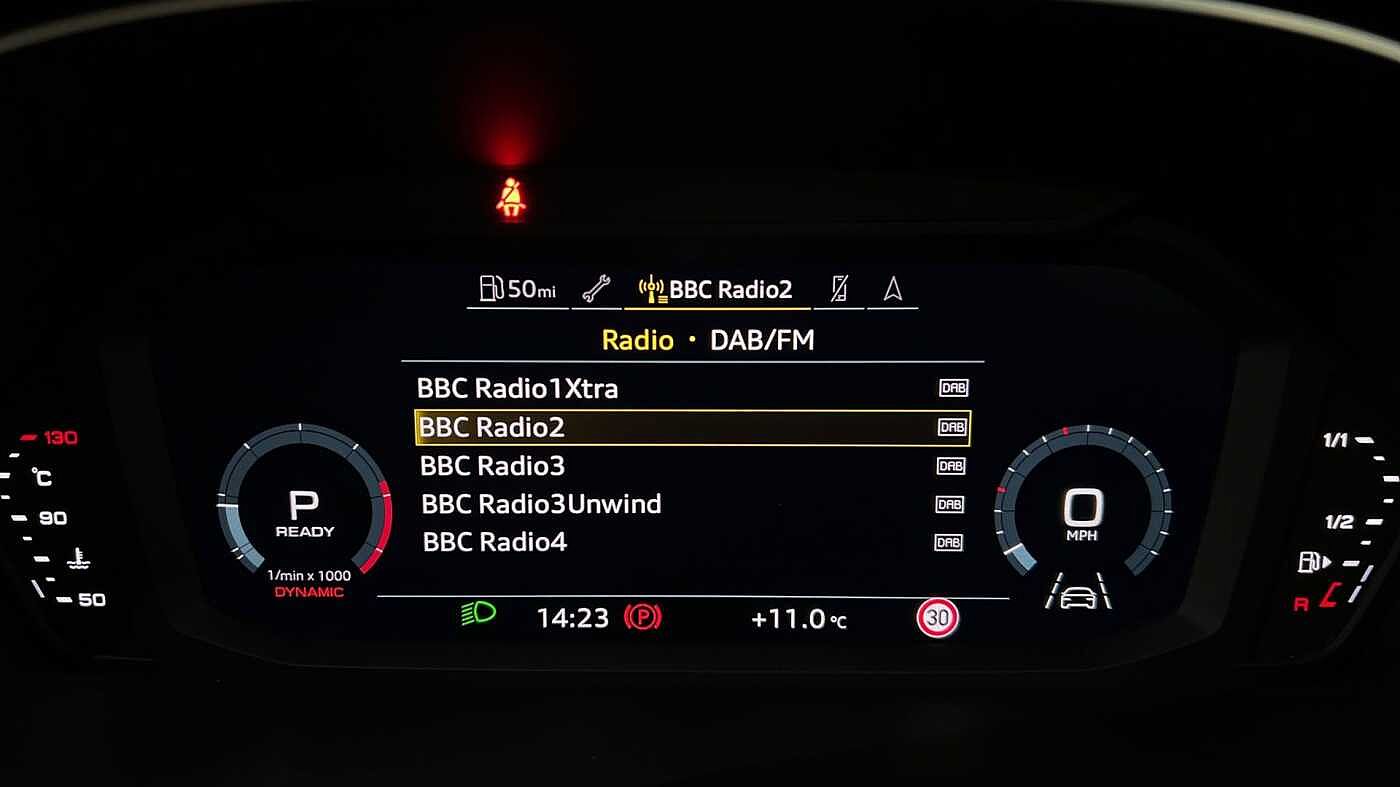 50mi
BBC Radio2
Radio • DAB/FM
BBC Radio1Xtra DAB
BBC Radio2 DAB
BBC Radio3 DAB
BBC Radio3Unwind DAB
BBC Radio4 DAB
130
°C
90
50
P
READY
1/min x 1000
DYNAMIC
0
MPH
1/1
1/2
R
14:23
P
+11.0 °C
30